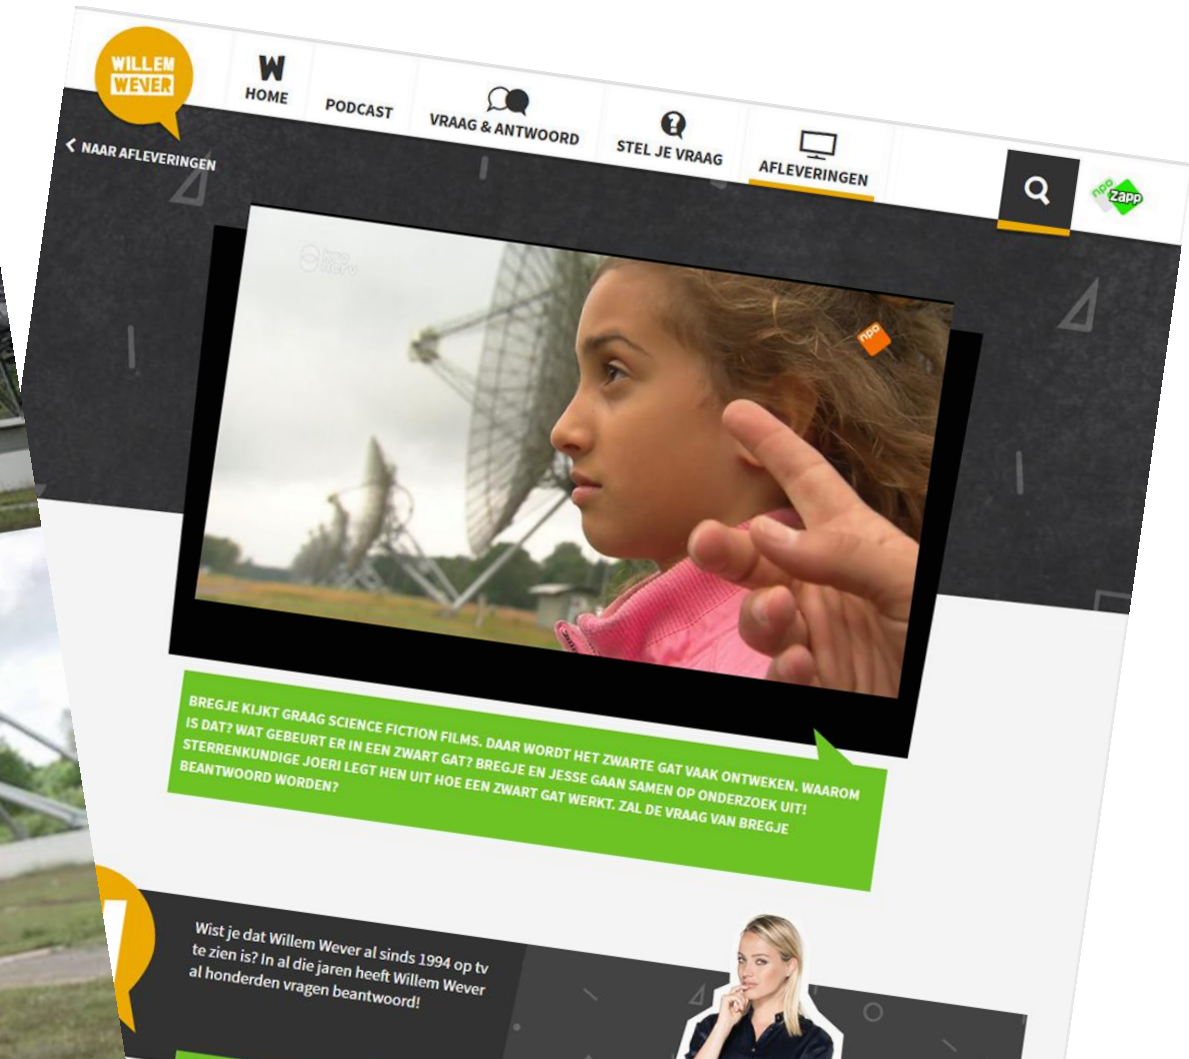 WILLEM
WEVER
HOME
PODCAST
VRAAG & ANTWOORD
STEL JE VRAAG
AFLEVERINGEN
npo
zapp
NAAR AFLEVERINGEN
kro
ncrv
npo
BREGJE KIJKT GRAAG SCIENCE FICTION FILMS. DAAR WORDT HET ZWARTE GAT VAAK ONTWEKEN. WAAROM
IS DAT? WAT GEBEURT ER IN EEN ZWART GAT? BREGJE EN JESSE GAAN SAMEN OP ONDERZOEK UIT!
STERRENKUNDIGE JOERI LEGT HEN UIT HOE EEN ZWART GAT WERKT. ZAL DE VRAAG VAN BREGJE
BEANTWOORD WORDEN?
Wist je dat Willem Wever al sinds 1994 op tv
te zien is? In al die jaren heeft Willem Wever
al honderden vragen beantwoord!